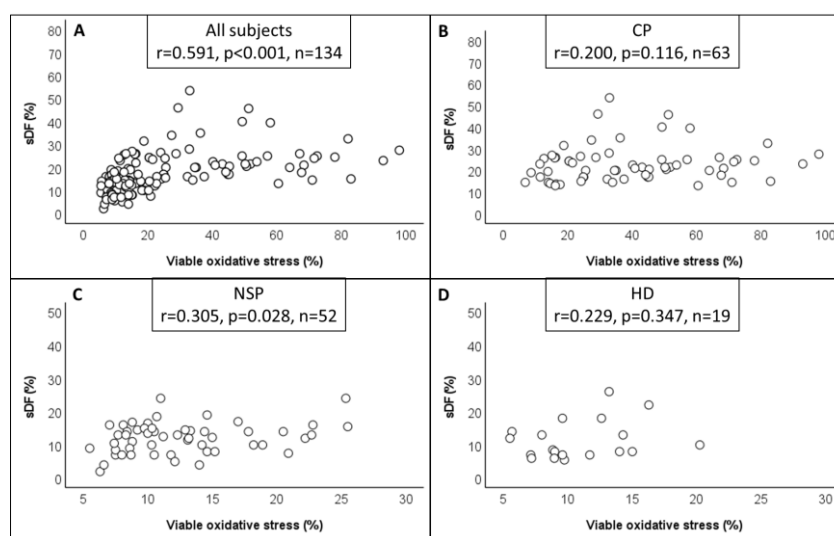 A
All subjects
r=0.591, p<0.001, n=134
80
70
60
50
40
30
20
10
0
sDF (%)
0 20 40 60 80 100
Viable oxidative stress (%)
B
CP
r=0.200, p=0.116, n=63
80
70
60
50
40
30
20
10
0
sDF (%)
0 20 40 60 80 100
Viable oxidative stress (%)
C
NSP
r=0.305, p=0.028, n=52
50
40
30
20
10
0
sDF (%)
5 10 15 20 25 30
Viable oxidative stress (%)
D
HD
r=0.229, p=0.347, n=19
50
40
30
20
10
0
sDF (%)
5 10 15 20 25 30
Viable oxidative stress (%)